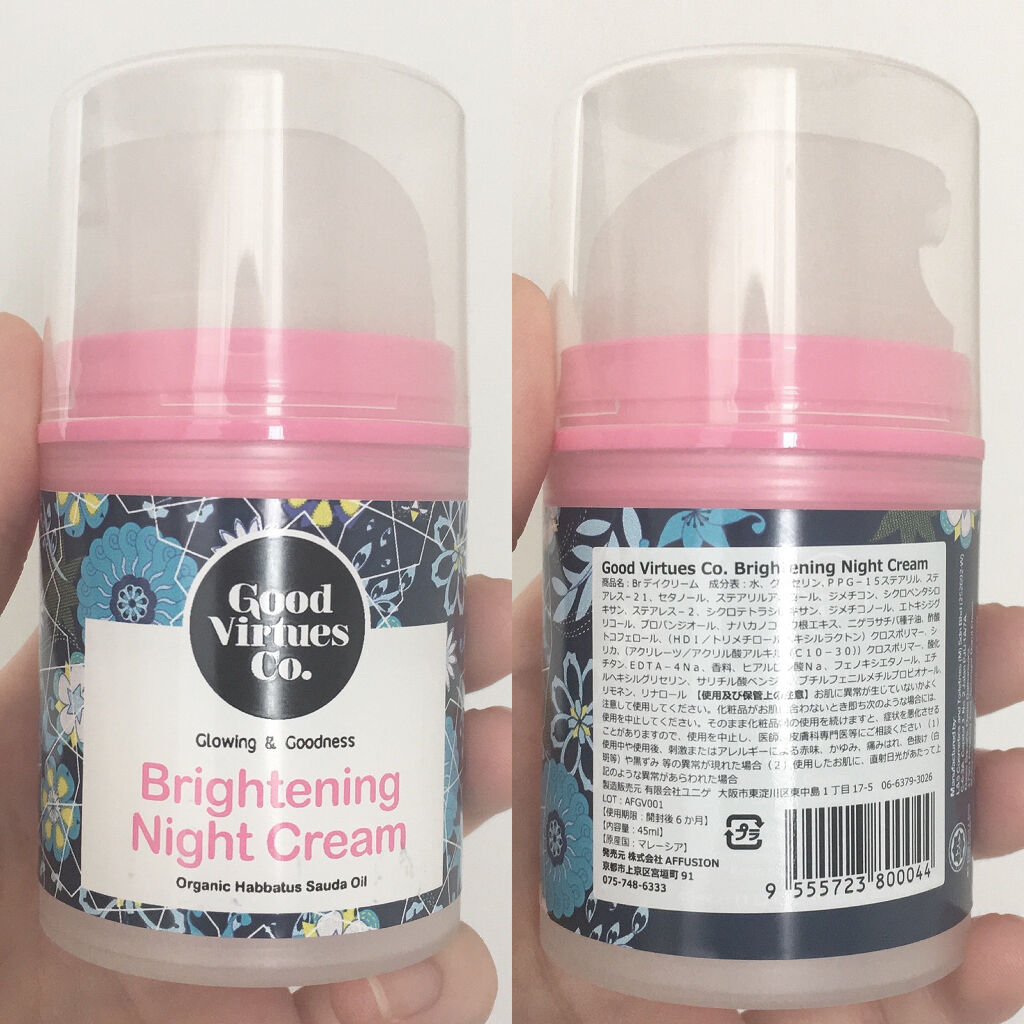 Good
Virtues
Co.
Glowing & Goodness
Brightening
Night Cream
Organic Habbatus Sauda Oil
Good Virtues Co. Brightening Night Cream
商品名:Brデイクリーム 成分表:水、グ セリン、PPG-15ステアリル、ステ
アレス-21、セタノール、ステアリルア ール、ジメチコン、シクロペンタシロ
キサン、ステアレス-2、シクロテトラシ キサン、ジメチコノール、エトキシジグ
リコール、プロパンジオール、ナハカノコ 根エキス、ニゲラサチバ種子油、酢酸
トコフェロール、(HDI/トリメチロール キシルラクトン)クロスポリマー、シ
リカ、(アクリレーツ/アクリル酸アルキル(C10-30))クロスポリマー、酸化
チタン、EDTA-4Na、香料、ヒアルロ 酸Na、フェノキシエタノール、エチ
ルヘキシルグリセリン、サリチル酸ベンジ ブチルフェニルメチルプロピオナール、
リモネン、リナロール 【使用及び保管上の注意】お肌に異常が生じていないかよく
注意して使用してください。化粧品がお肌に合わないとき即ち次のような場合には、
使用を中止してください。そのまま化粧品 の使用を続けますと、症状を悪化させる
ことがありますので、使用を中止し、医師、皮膚科専門医等にご相談ください(1)
使用中や使用後、刺激またはアレルギーによる赤味、かゆみ、痛みはれ、色抜け(白
斑等)や黒ずみ 等の異常が現れた場合(2)使用したお肌に、直射日光があたって上
記のような異常があらわれた場合
製造販売元 有限会社ユニゲ 大阪市東淀川区東中島1丁目17-5 06-6379-3026
LOT:AFGV001
【使用期限:開封後6か月】
【内容量:45ml】
【原産国:マレーシア】
発売元 株式会社 AFFUSION
京都市上京区宮垣町 91
075-748-6333
プラ
9 555723 800044